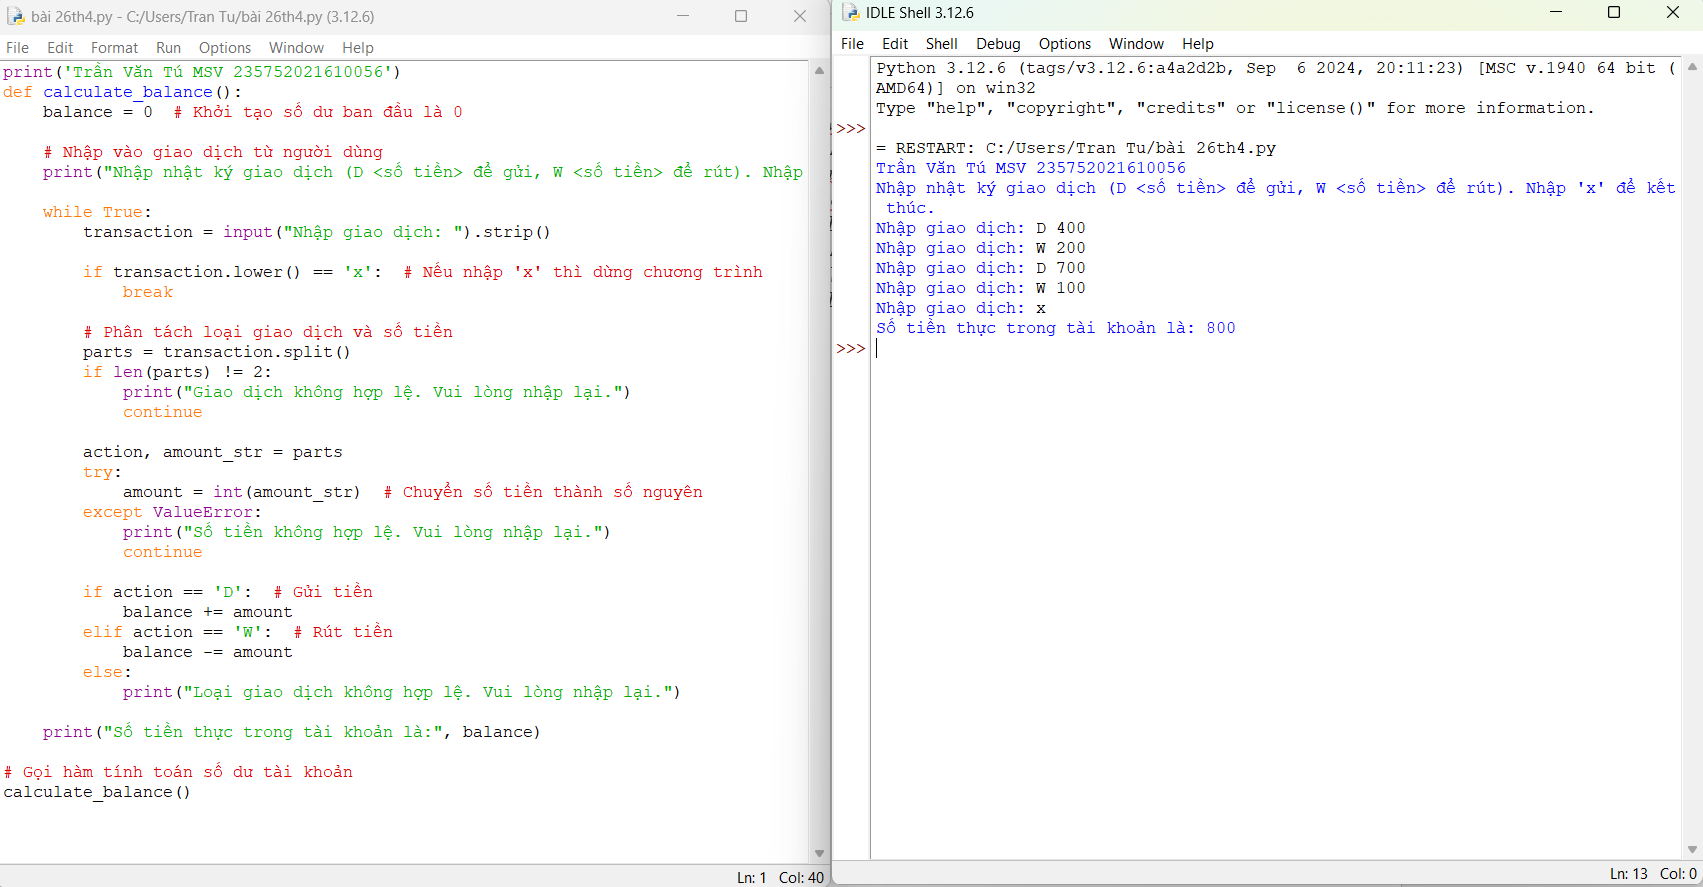 bài 26th4.py - C:/Users/Tran Tu/bài 26th4.py (3.12.6)
File Edit Format Run Options Window Help
print('Trần Văn Tú MSV 235752021610056')
def calculate_balance():
    balance = 0  # Khởi tạo số dư ban đầu là 0
    # Nhập vào giao dịch từ người dùng
    print("Nhập nhật ký giao dịch (D <số tiền> để gửi, W <số tiền> để rút). Nhập
    while True:
        transaction = input("Nhập giao dịch: ").strip()
        if transaction.lower() == 'x':  # Nếu nhập 'x' thì dừng chương trình
            break
        # Phân tách loại giao dịch và số tiền
        parts = transaction.split()
        if len(parts) != 2:
            print("Giao dịch không hợp lệ. Vui lòng nhập lại.")
            continue
        action, amount_str = parts
        try:
            amount = int(amount_str)  # Chuyển số tiền thành số nguyên
        except ValueError:
            print("Số tiền không hợp lệ. Vui lòng nhập lại.")
            continue
        if action == 'D':  # Gửi tiền
            balance += amount
        elif action == 'W':  # Rút tiền
            balance -= amount
        else:
            print("Loại giao dịch không hợp lệ. Vui lòng nhập lại.")
    print("Số tiền thực trong tài khoản là:", balance)
# Gọi hàm tính toán số dư tài khoản
calculate_balance()
Ln: 1 Col: 40
IDLE Shell 3.12.6
File Edit Shell Debug Options Window Help
Python 3.12.6 (tags/v3.12.6:a4a2d2b, Sep  6 2024, 20:11:23) [MSC v.1940 64 bit (
AMD64)] on win32
Type "help", "copyright", "credits" or "license()" for more information.
>>>
= RESTART: C:/Users/Tran Tu/bài 26th4.py
Trần Văn Tú MSV 235752021610056
Nhập nhật ký giao dịch (D <số tiền> để gửi, W <số tiền> để rút). Nhập 'x' để kết
 thúc.
Nhập giao dịch: D 400
Nhập giao dịch: W 200
Nhập giao dịch: D 700
Nhập giao dịch: W 100
Nhập giao dịch: x
Số tiền thực trong tài khoản là: 800
>>>
Ln: 13 Col: 0